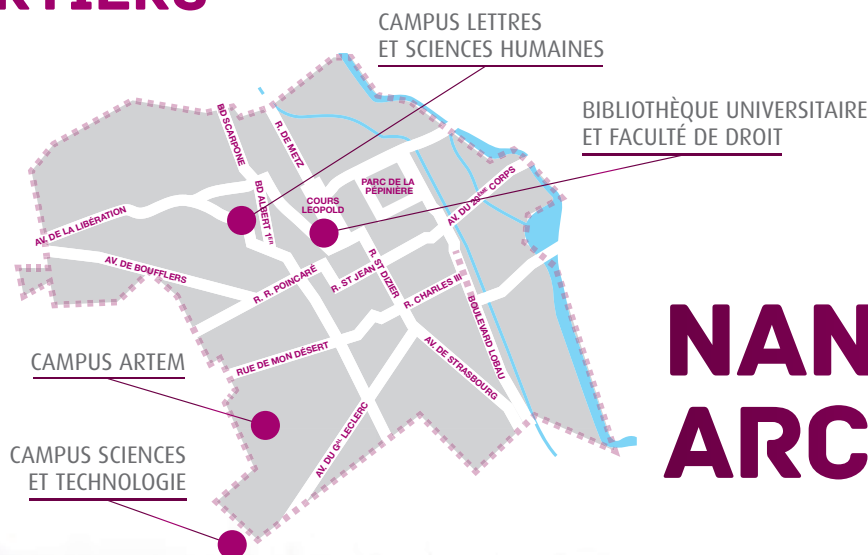 CAMPUS LETTRES
ET SCIENCES HUMAINES
BIBLIOTHÈQUE UNIVERSITAIRE
ET FACULTÉ DE DROIT
BD SCARPONE
R. DE METZ
PARC DE LA
PÉPINIÈRE
COURS
LEOPOLD
BD ALBERT 1ER
AV. DU 20ÈME CORPS
AV. DE LA LIBÉRATION
AV. DE BOUFFLERS
R. R. POINCARÉ
R. ST JEAN
R. ST DIZIER
R. CHARLES III
BOULEVARD LOBAU
RUE DE MON DÉSERT
AV. DE STRASBOURG
AV. DU GAL LECLERC
CAMPUS ARTEM
CAMPUS SCIENCES
ET TECHNOLOGIE
NAN
ARC